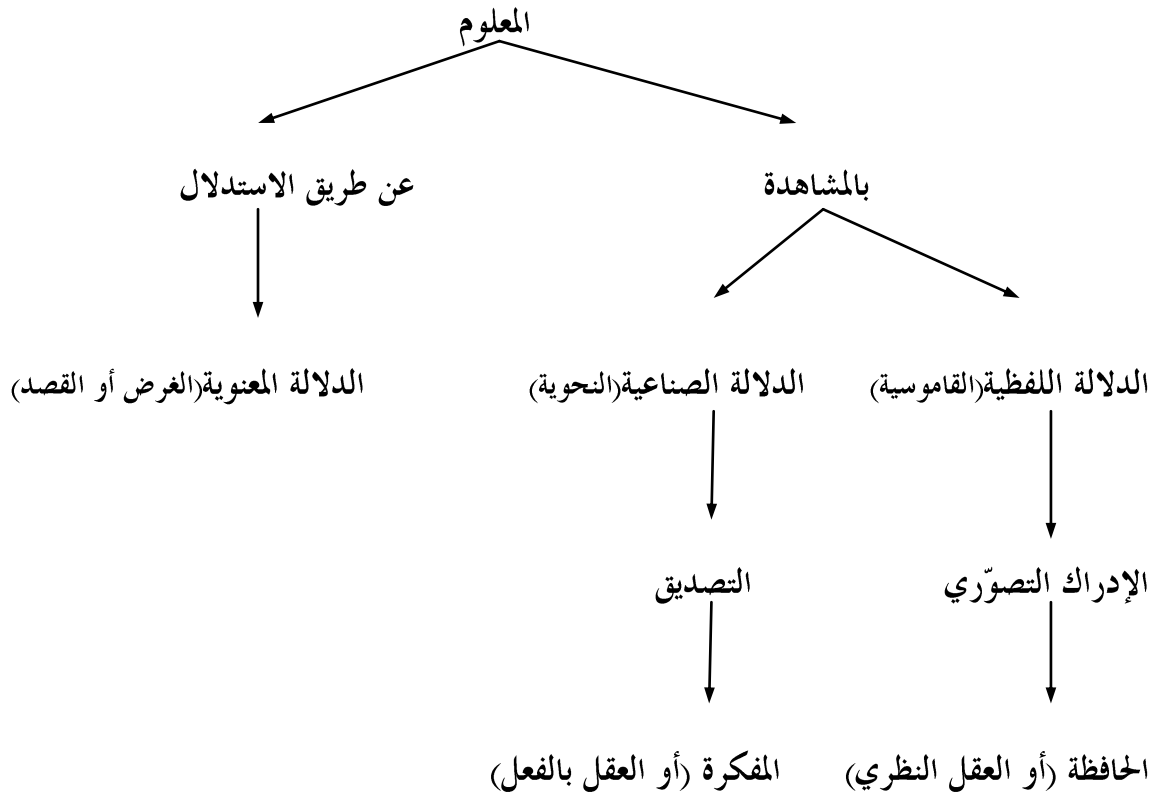 المعلوم
بالمشاهدة
عن طريق الاستدلال
الدلالة اللفظية(القاموسية)
الدلالة الصناعية(النحوية)
الدلالة المعنوية(الغرض أو القصد)
الإدراك التصوّري
التصديق
الحافظة (أو العقل النظري)
المفكرة (أو العقل بالفعل)